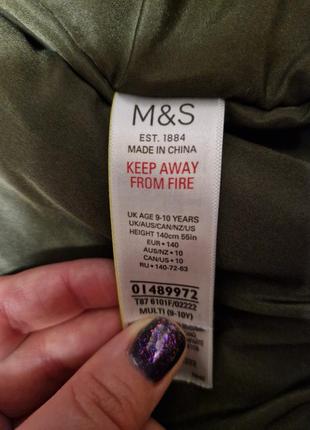 M&S
EST. 1884
MADE IN CHINA
KEEP AWAY
FROM FIRE
UK AGE 9-10 YEARS
UK/AUS/CAN/NZ/US
HEIGHT 140cm 55in
EUR • 140
AUS/NZ • 10
CAN/US • 10
RU • 140-72-63
01489972
T87 6101F/02222
MULTI (9-10Y)